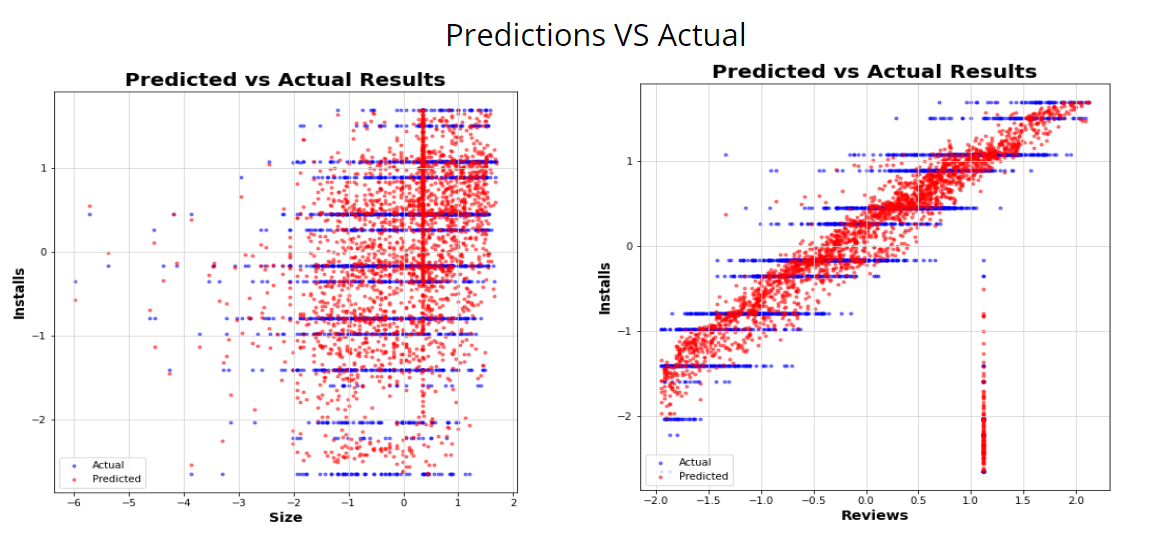 Predictions VS Actual
Predicted vs Actual Results
Installs
1
0
−1
−2
Actual
Predicted
−6 −5 −4 −3 −2 −1 0 1 2
Size
Predicted vs Actual Results
Installs
1
0
−1
−2
Actual
Predicted
−2.0 −1.5 −1.0 −0.5 0.0 0.5 1.0 1.5 2.0
Reviews